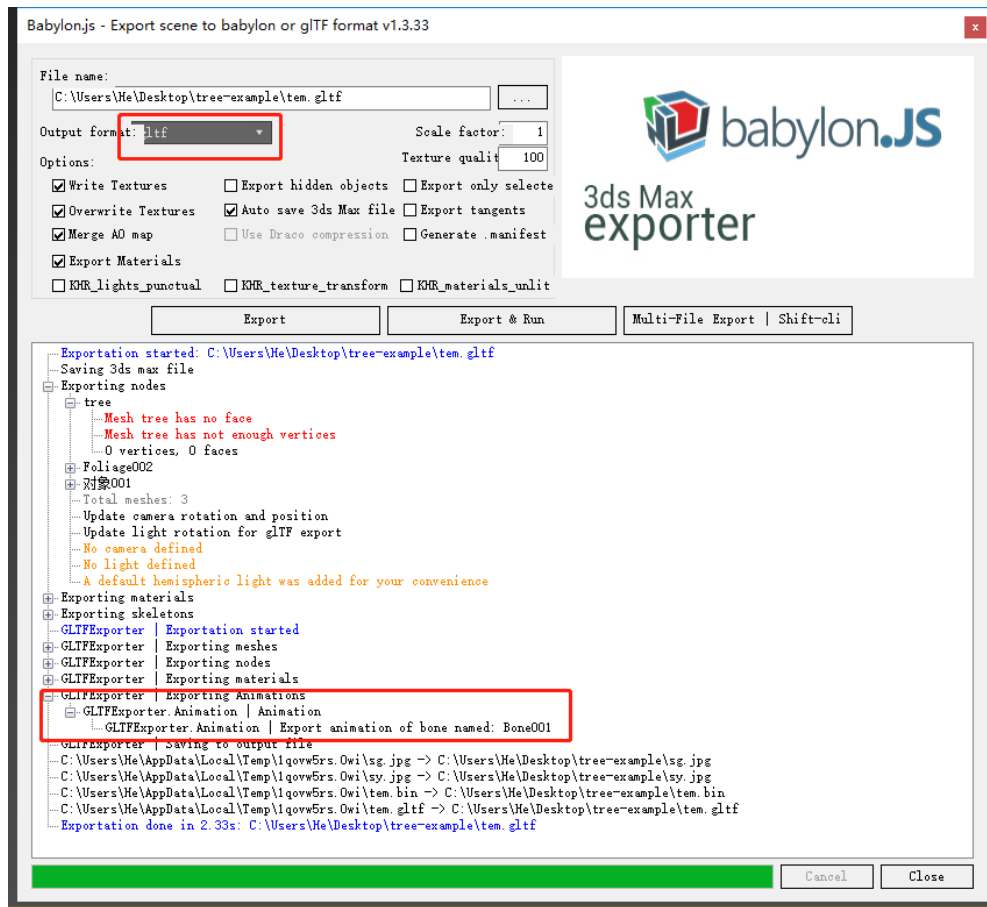 Babylon.js - Export scene to babylon or glTF format v1.3.33
x
File name:
C:\Users\He\Desktop\tree-example\tem.gltf
...
Output format: gltf
Scale factor: 1
Options:
Texture qualit 100
Write Textures
Export hidden objects
Export only selecte
Overwrite Textures
Auto save 3ds Max file
Export tangents
Merge AO map
Use Draco compression
Generate .manifest
Export Materials
KHR_lights_punctual
KHR_texture_transform
KHR_materials_unlit
babylon.JS
3ds Max
exporter
Export
Export & Run
Multi-File Export | Shift-cli
Exportation started: C:\Users\He\Desktop\tree-example\tem.gltf
Saving 3ds max file
Exporting nodes
tree
Mesh tree has no face
Mesh tree has not enough vertices
0 vertices, 0 faces
Foliage002
对象001
Total meshes: 3
Update camera rotation and position
Update light rotation for glTF export
No camera defined
No light defined
A default hemispheric light was added for your convenience
Exporting materials
Exporting skeletons
GLTFExporter | Exportation started
GLTFExporter | Exporting meshes
GLTFExporter | Exporting nodes
GLTFExporter | Exporting materials
GLTFExporter | Exporting Animations
GLTFExporter.Animation | Animation
GLTFExporter.Animation | Export animation of bone named: Bone001
GLTFExporter | Saving to output file
C:\Users\He\AppData\Local\Temp\1qovw5rs.0wi\sg.jpg -> C:\Users\He\Desktop\tree-example\sg.jpg
C:\Users\He\AppData\Local\Temp\1qovw5rs.0wi\sy.jpg -> C:\Users\He\Desktop\tree-example\sy.jpg
C:\Users\He\AppData\Local\Temp\1qovw5rs.0wi\tem.bin -> C:\Users\He\Desktop\tree-example\tem.bin
C:\Users\He\AppData\Local\Temp\1qovw5rs.0wi\tem.gltf -> C:\Users\He\Desktop\tree-example\tem.gltf
Exportation done in 2.33s: C:\Users\He\Desktop\tree-example\tem.gltf
Cancel
Close